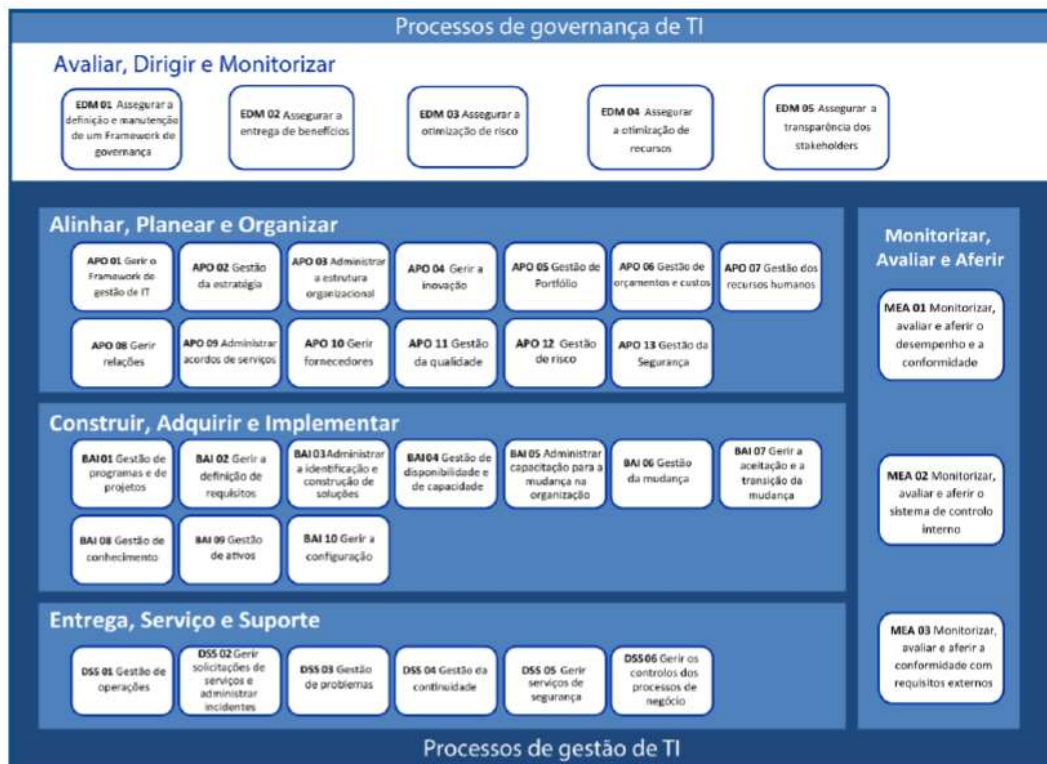 Processos de governança de TI
Avaliar, Dirigir e Monitorizar
EDM 01 Assegurar a
definição e manutenção
de um Framework de
governança
EDM 02 Assegurar a
entrega de benefícios
EDM 03 Assegurar a
otimização de risco
EDM 04 Assegurar
a otimização de
recursos
EDM 05 Assegurar a
transparência dos
stakeholders
Alinhar, Planear e Organizar
APO 01 Gerir o
Framework de
gestão de IT
APO 02 Gestão
da estratégia
APO 03 Administrar
a estrutura
organizacional
APO 04 Gerir a
inovação
APO 05 Gestão de
Portfólio
APO 06 Gestão de
orçamentos e custos
APO 07 Gestão dos
recursos humanos
APO 08 Gerir
relações
APO 09 Administrar
acordos de serviços
APO 10 Gerir
fornecedores
APO 11 Gestão
da qualidade
APO 12 Gestão
de risco
APO 13 Gestão da
Segurança
Construir, Adquirir e Implementar
BAI 01 Gestão de
programas e de
projetos
BAI 02 Gerir a
definição de
requisitos
BAI 03 Administrar
a identificação e
construção de
soluções
BAI 04 Gestão de
disponibilidade e
de capacidade
BAI 05 Administrar
capacitação para a
mudança na
organização
BAI 06 Gestão
da mudança
BAI 07 Gerir a
aceitação e a
transição da
mudança
BAI 08 Gestão de
conhecimento
BAI 09 Gestão
de ativos
BAI 10 Gerir a
configuração
Entrega, Serviço e Suporte
DSS 01 Gestão de
operações
DSS 02 Gerir
solicitações de
serviços e
administrar
incidentes
DSS 03 Gestão
de problemas
DSS 04 Gestão da
continuidade
DSS 05 Gerir
serviços de
segurança
DSS 06 Gerir os
controlos dos
processos de
negócio
Monitorizar,
Avaliar e Aferir
MEA 01 Monitorizar,
avaliar e aferir o
desempenho e a
conformidade
MEA 02 Monitorizar,
avaliar e aferir o
sistema de controlo
interno
MEA 03 Monitorizar,
avaliar e aferir a
conformidade com
requisitos externos
Processos de gestão de TI